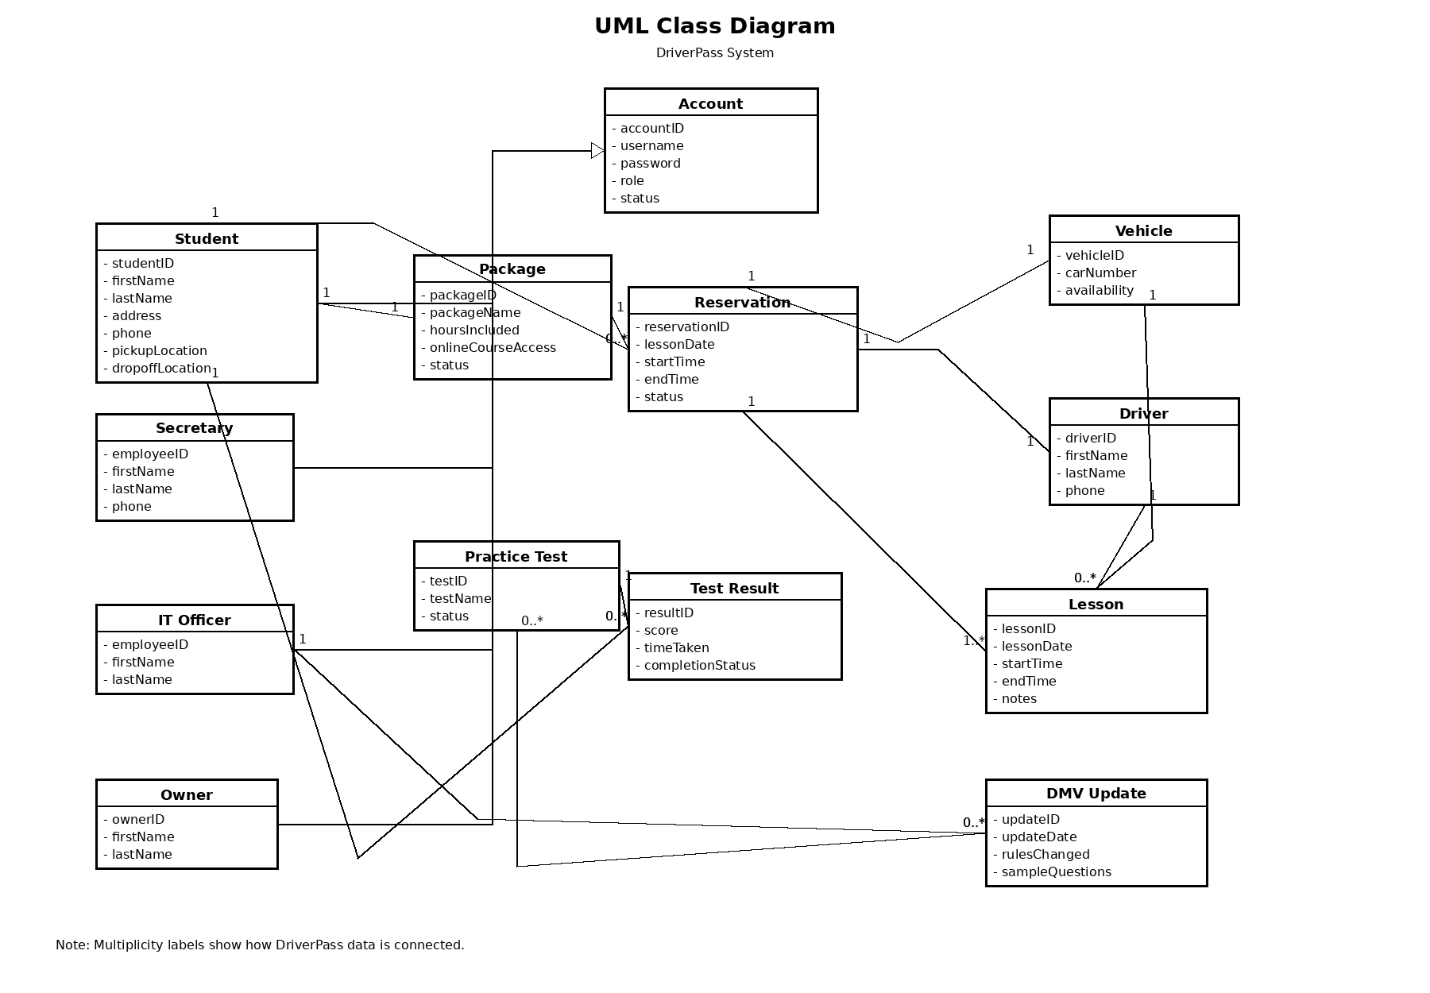 UML Class Diagram
DriverPass System
Account
- accountID
- username
- password
- role
- status
1
Student
- studentID
- firstName
- lastName
- address
- phone
- pickupLocation
- dropoffLocation
1
1
1
Package
- packageID
- packageName
- hoursIncluded
- onlineCourseAccess
- status
1
0..*
1
Reservation
- reservationID
- lessonDate
- startTime
- endTime
- status
1
1
1
Vehicle
- vehicleID
- carNumber
- availability
1
1
Driver
- driverID
- firstName
- lastName
- phone
1
Secretary
- employeeID
- firstName
- lastName
- phone
Practice Test
- testID
- testName
- status
0..*
1
0..*
Test Result
- resultID
- score
- timeTaken
- completionStatus
0..*
1..*
Lesson
- lessonID
- lessonDate
- startTime
- endTime
- notes
IT Officer
- employeeID
- firstName
- lastName
1
Owner
- ownerID
- firstName
- lastName
0..*
DMV Update
- updateID
- updateDate
- rulesChanged
- sampleQuestions
Note: Multiplicity labels show how DriverPass data is connected.